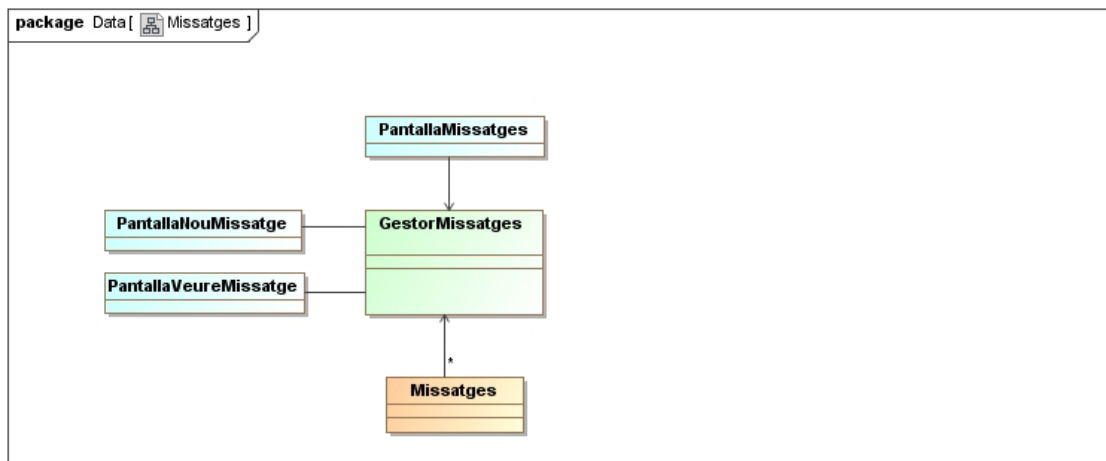 package Data[ Missatges ]
PantallaMissatges
PantallaNouMissatge
GestorMissatges
PantallaVeureMissatge
*
Missatges